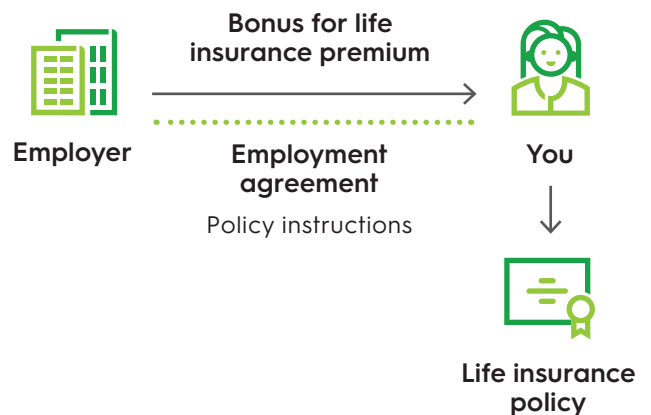 Bonus for life
insurance premium
Employer
Employment
agreement
Policy instructions
You
Life insurance
policy